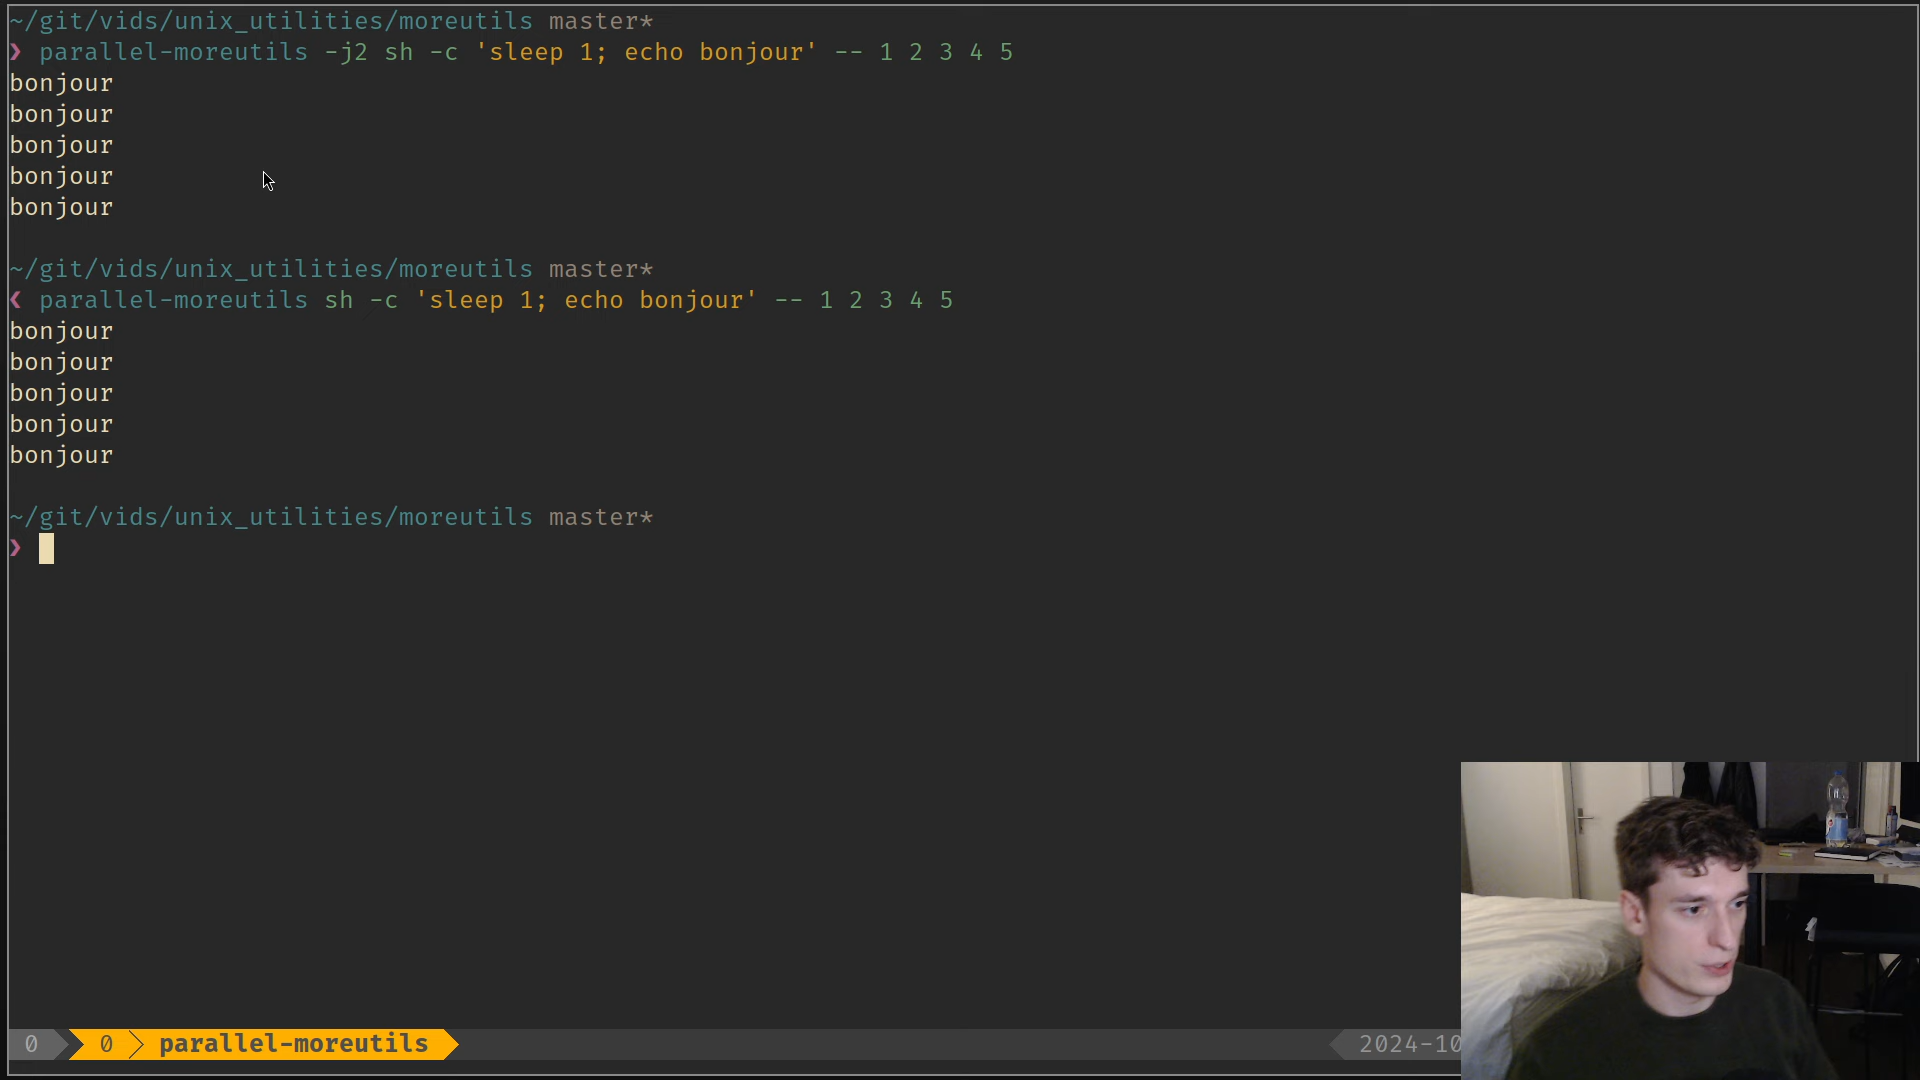 ~/git/vids/unix_utilities/moreutils master*
❯ parallel-moreutils -j2 sh -c 'sleep 1; echo bonjour' -- 1 2 3 4 5
bonjour
bonjour
bonjour
bonjour
bonjour
~/git/vids/unix_utilities/moreutils master*
❮ parallel-moreutils sh -c 'sleep 1; echo bonjour' -- 1 2 3 4 5
bonjour
bonjour
bonjour
bonjour
bonjour
~/git/vids/unix_utilities/moreutils master*
❯
0 0 parallel-moreutils 2024-10